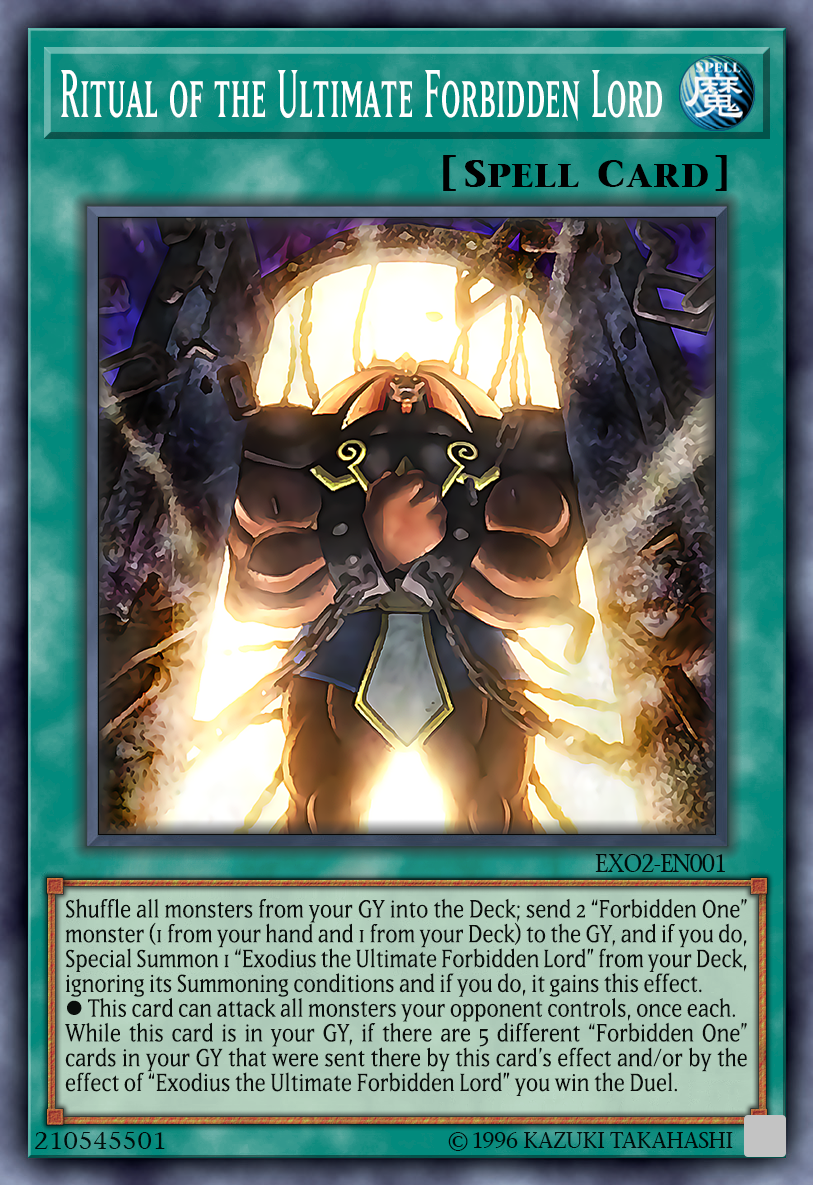 Ritual of the Ultimate Forbidden Lord
SPELL
魔
[Spell Card]
EXO2-EN001
Shuffle all monsters from your GY into the Deck; send 2 “Forbidden One”
monster (1 from your hand and 1 from your Deck) to the GY, and if you do,
Special Summon 1 “Exodius the Ultimate Forbidden Lord” from your Deck,
ignoring its Summoning conditions and if you do, it gains this effect.
● This card can attack all monsters your opponent controls, once each.
While this card is in your GY, if there are 5 different “Forbidden One”
cards in your GY that were sent there by this card’s effect and/or by the
effect of “Exodius the Ultimate Forbidden Lord” you win the Duel.
210545501
© 1996 KAZUKI TAKAHASHI